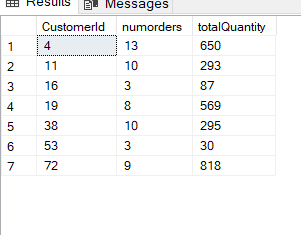 Results Messages
CustomerId numorders totalQuantity
1 4 13 650
2 11 10 293
3 16 3 87
4 19 8 569
5 38 10 295
6 53 3 30
7 72 9 818